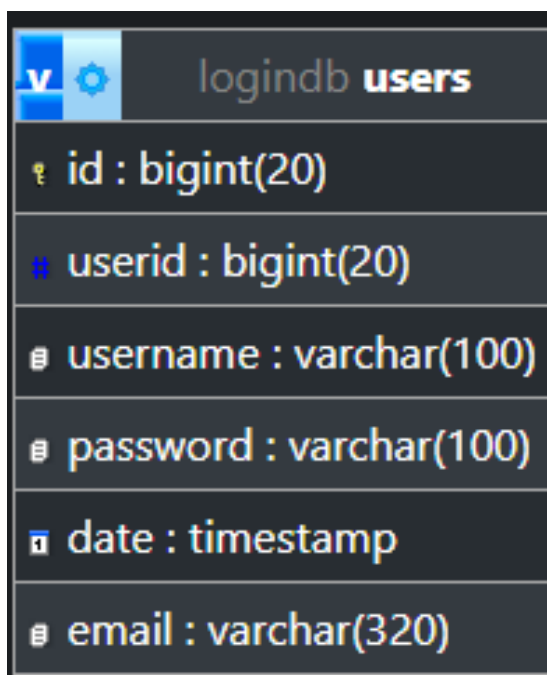 v logindb users
id : bigint(20)
# userid : bigint(20)
username : varchar(100)
password : varchar(100)
1 date : timestamp
email : varchar(320)